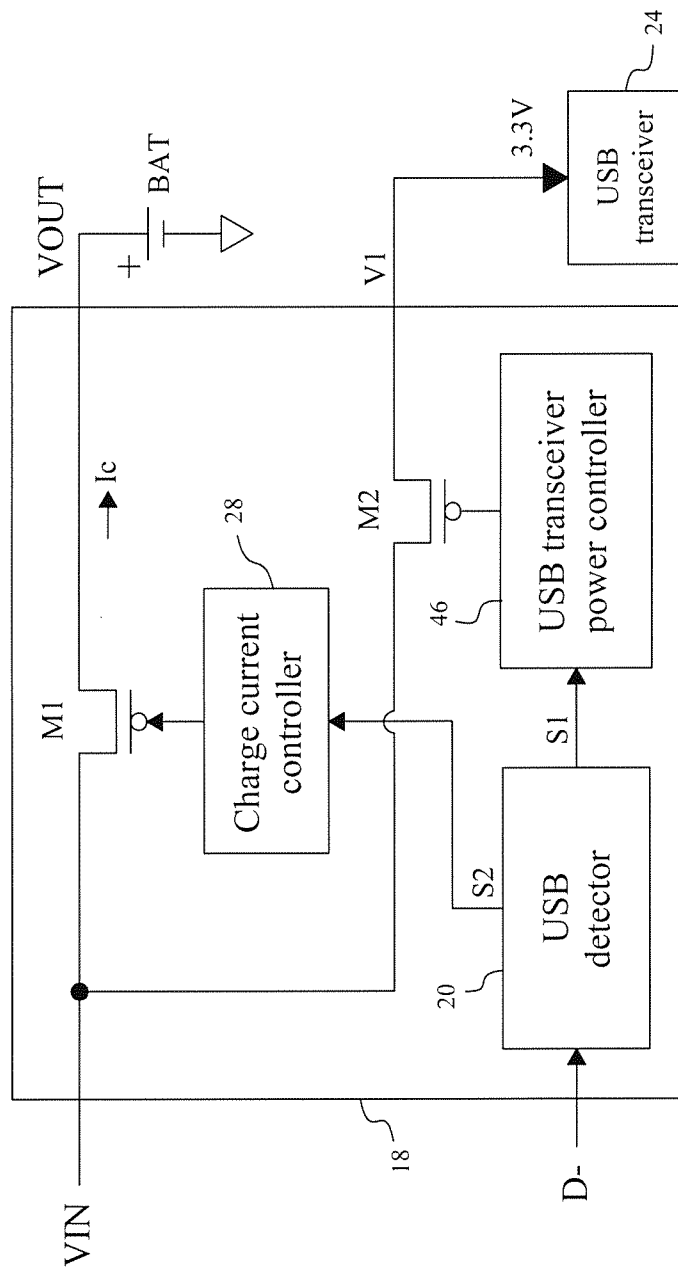 VIN
VOUT
M1
Ic
+
BAT
28
Charge current
controller
M2
V1
3.3V
24
USB
transceiver
S2
20
USB
detector
S1
46
USB transceiver
power controller
18
D-